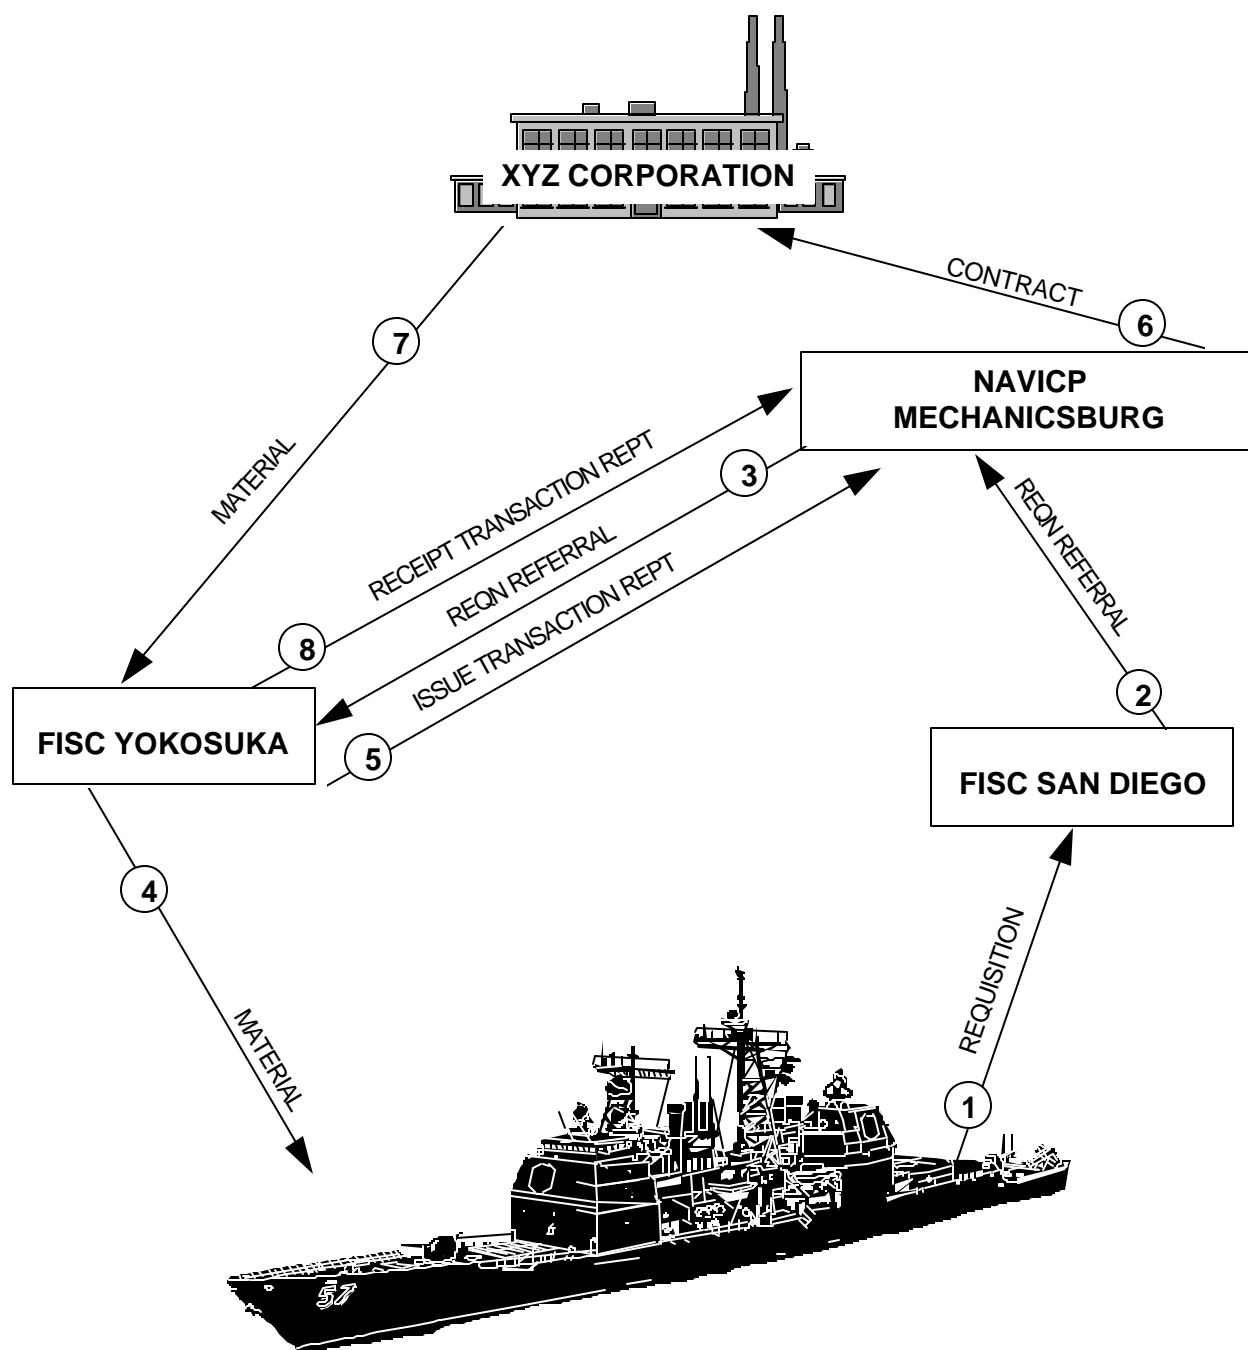 XYZ CORPORATION
CONTRACT
6
7
NAVICP
MECHANICSBURG
MATERIAL
RECEIPT TRANSACTION REPT
3
REQN REFERRAL
REQN REFERRAL
ISSUE TRANSACTION REPT
8
2
FISC YOKOSUKA
5
FISC SAN DIEGO
4
REQUISITION
MATERIAL
1
57